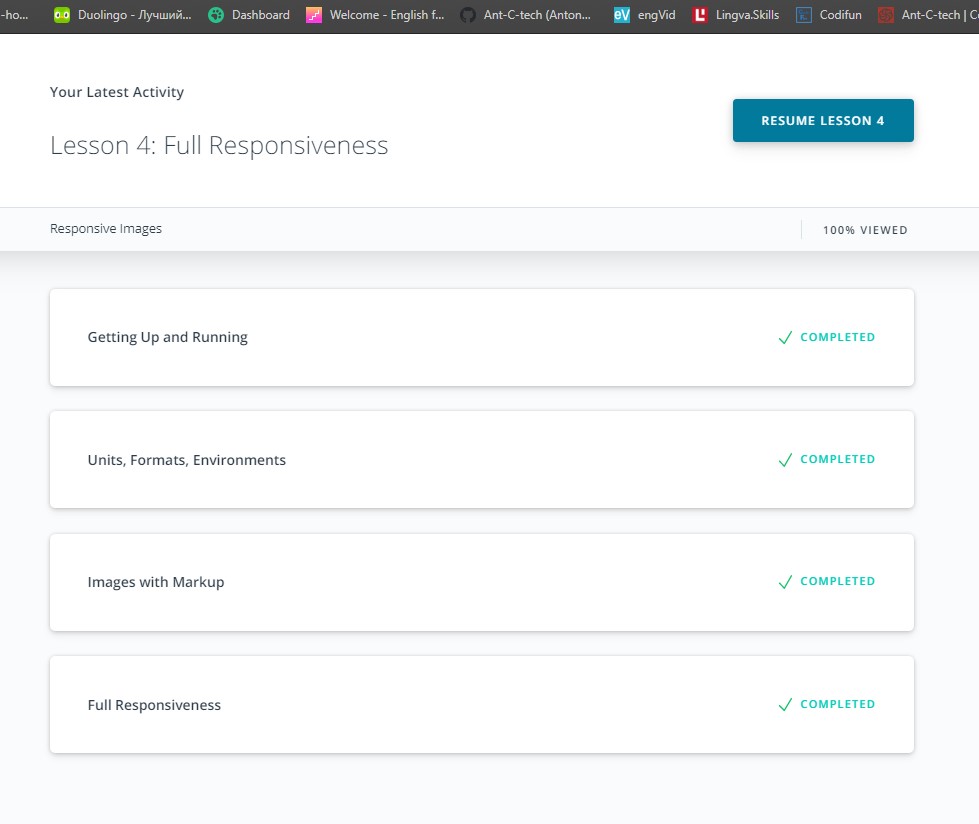 -ho...
Duolingo - Лучший...
Dashboard
Welcome - English f...
Ant-C-tech (Anton...
eV engVid
Lingva.Skills
Codifun
Ant-C-tech | C
Your Latest Activity
RESUME LESSON 4
Lesson 4: Full Responsiveness
Responsive Images
100% VIEWED
Getting Up and Running
COMPLETED
Units, Formats, Environments
COMPLETED
Images with Markup
COMPLETED
Full Responsiveness
COMPLETED